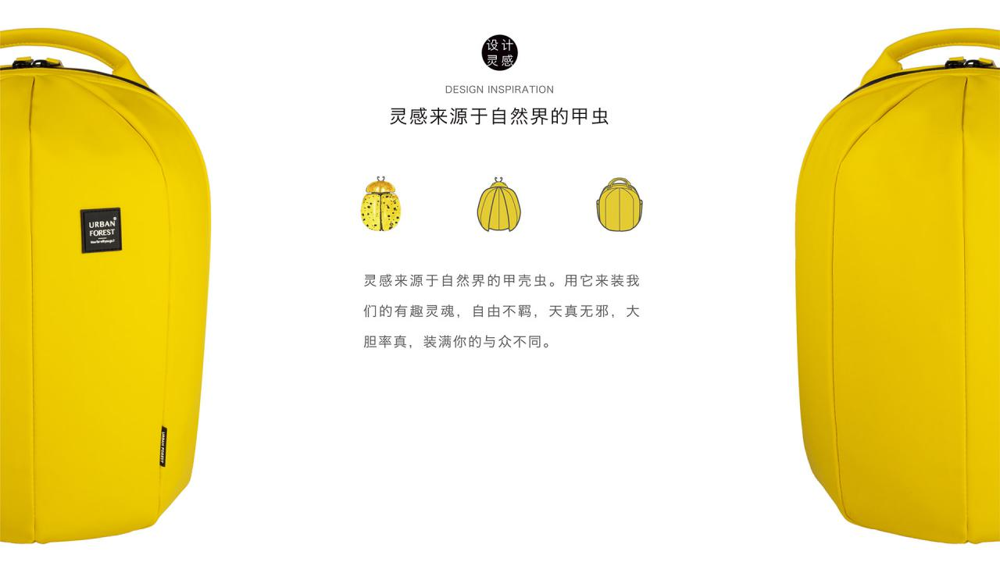 设计
灵感
DESIGN INSPIRATION
灵感来源于自然界的甲虫
URBAN
FOREST
灵感来源于自然界的甲壳虫。用它来装我
们的有趣灵魂，自由不羁，天真无邪，大
胆率真，装满你的与众不同。
URBAN FOREST